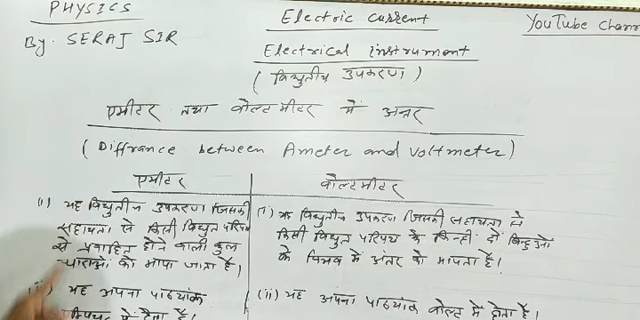 PHYSICS
By: SERAJ SIR
Electric current
YouTube Chann
Electrical instrument
(विद्युतीय उपकरण)
एमीटर तथा वोल्टमीटर में अन्तर
(Diffrance between Ameter and Voltmeter)
एमीटर
वोल्टमीटर
(i) यह विद्युतीय उपकरण जिसकी
सहायता से किसी विद्युत परिपथ
से प्रवाहित होने वाली कुल
धाराओ को मापा जाता है।
(i) यह विद्युतीय उपकरण जिसकी सहायता से
किसी विद्युत परिपथ के किन्ही दो बिन्दुओ
के विभव में अंतर को मापता है।
यह अपना पाठ्यांक
में देता है।
(ii) यह अपना पाठ्यांक वोल्ट में देता है।